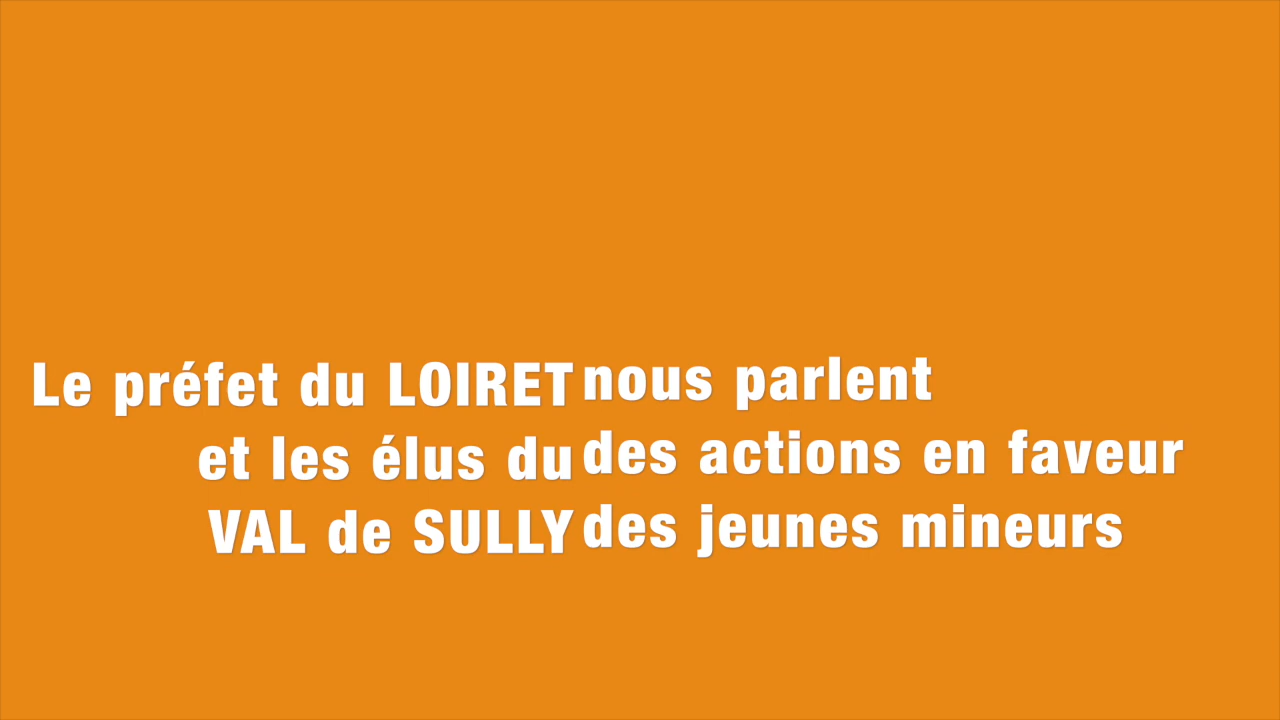 Le préfet du LOIRET
et les élus du
VAL de SULLY
nous parlent
des actions en faveur
des jeunes mineurs